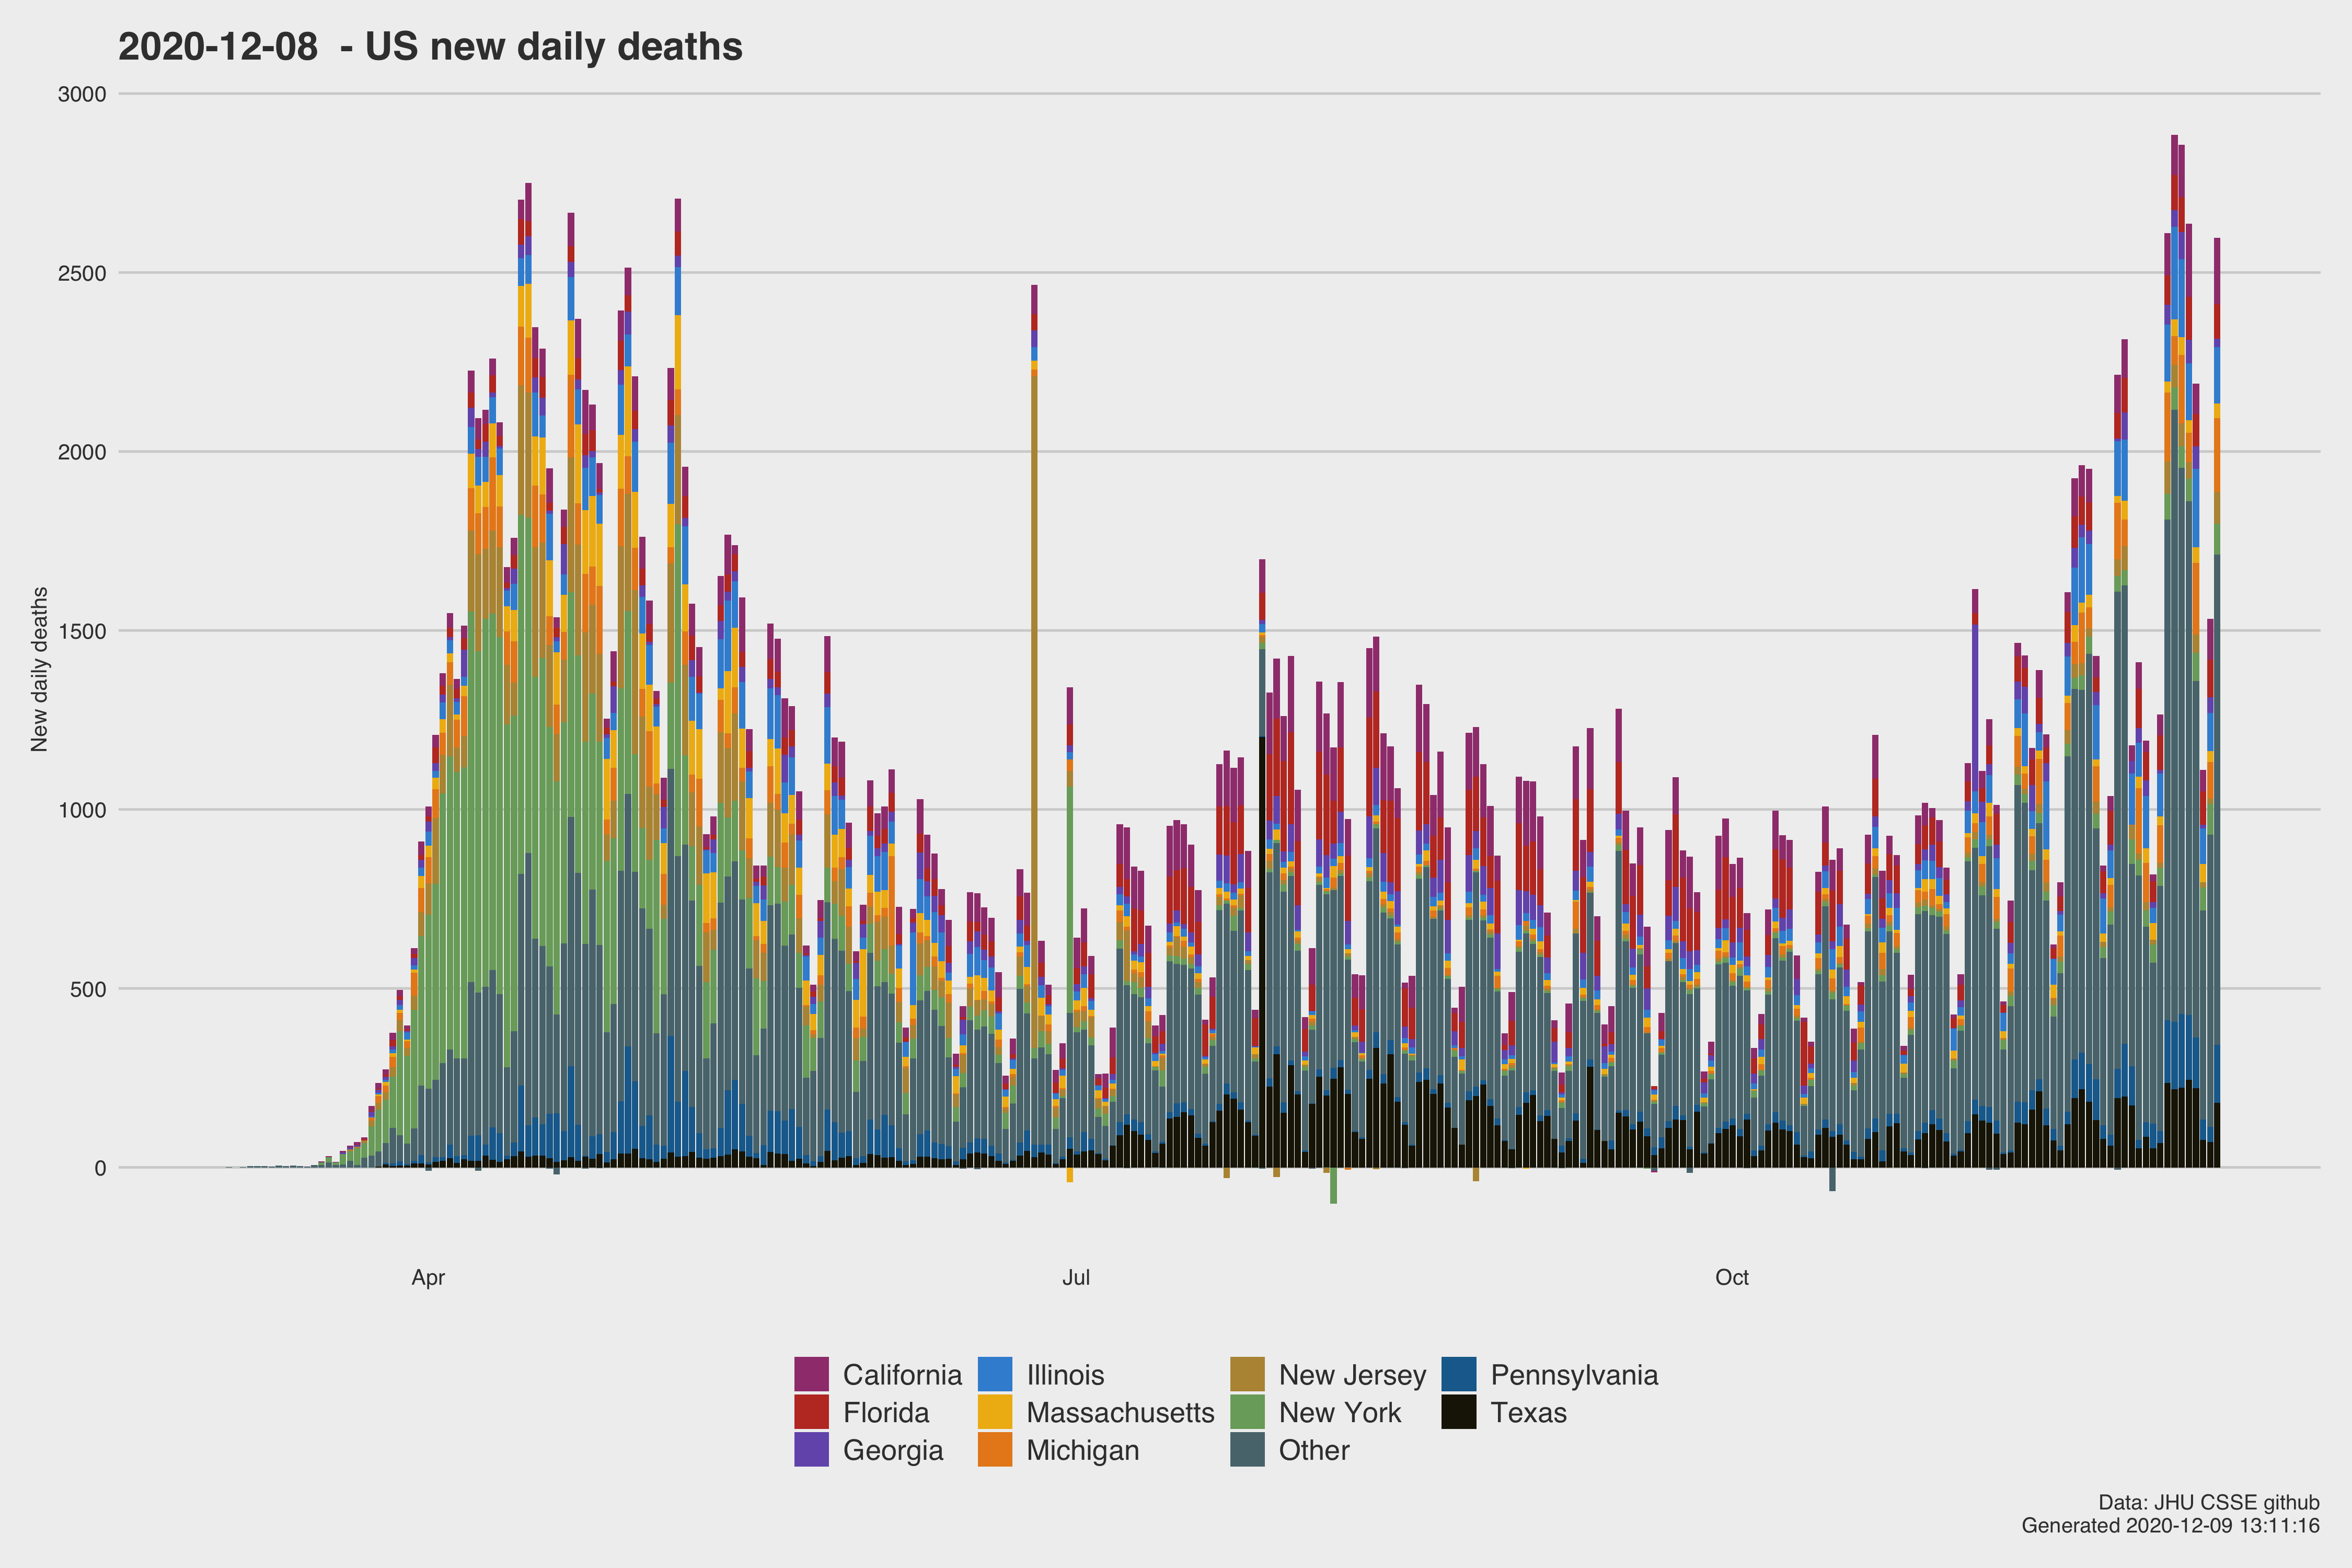 2020-12-08  - US new daily deaths
3000
2500
2000
1500
1000
500
0
New daily deaths
Apr
Jul
Oct
California
Florida
Georgia
Illinois
Massachusetts
Michigan
New Jersey
New York
Other
Pennsylvania
Texas
Data: JHU CSSE github
Generated 2020-12-09 13:11:16